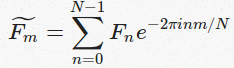 $\widetilde{F_m} = \sum_{n=0}^{N-1} F_n e^{-2\pi i n m/N}$